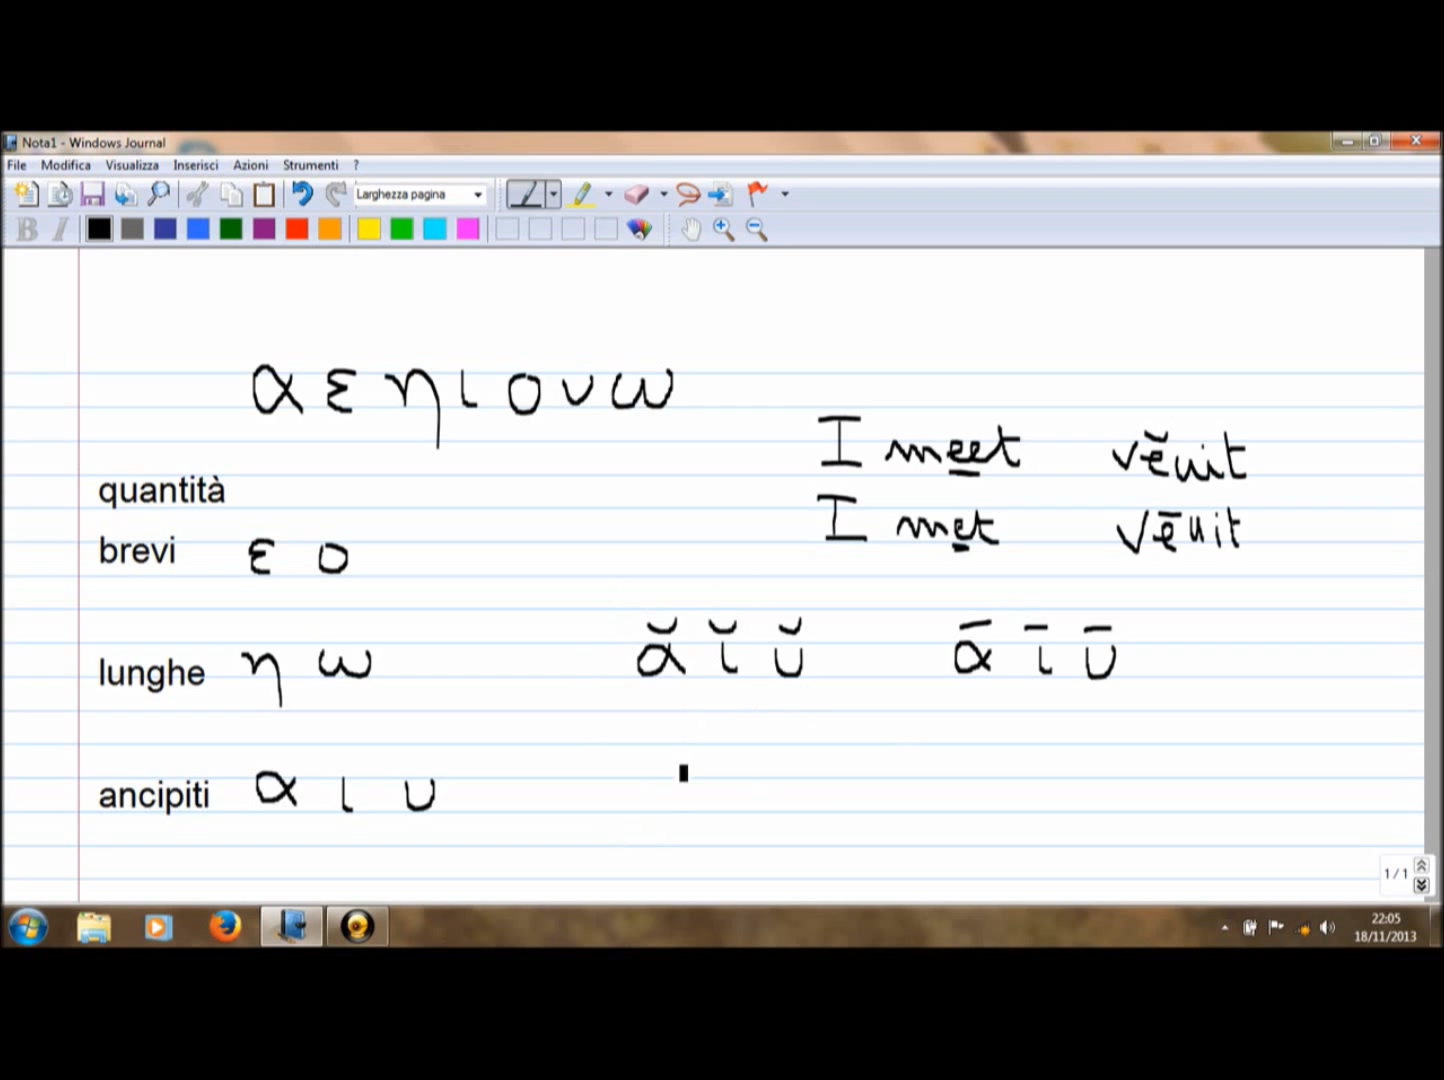 Nota1 - Windows Journal
File Modifica Visualizza Inserisci Azioni Strumenti ?
Larghezza pagina
B I
α ε η ι ο υ ω
I meet vĕnit
quantità
I met vēnit
brevi ε ο
lunghe η ω ᾰ ῐ ῠ ᾱ ῑ ῡ
ancipiti α ι υ
1 / 1
22:05
18/11/2013